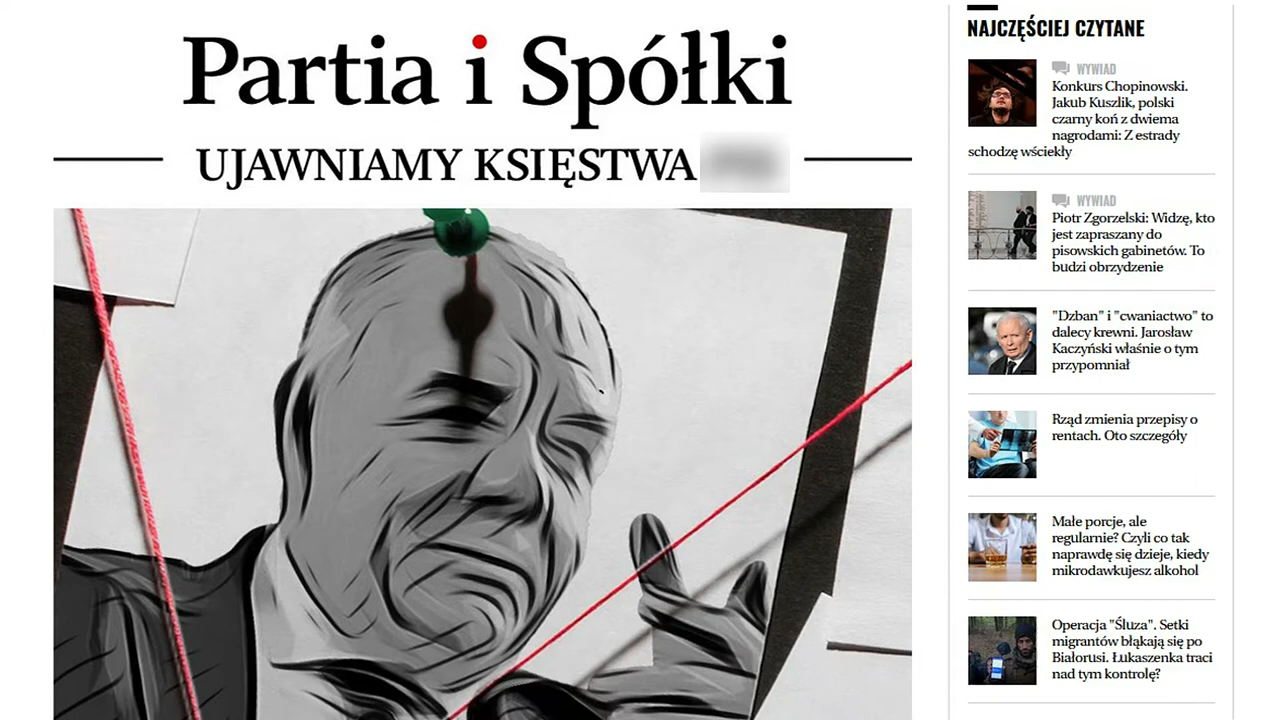 Partia i Spółki
UJAWNIAMY KSIĘSTWA
NAJCZĘŚCIEJ CZYTANE
WYWIAD
Konkurs Chopinowski.
Jakub Kuszlik, polski
czarny koń z dwiema
nagrodami: Z estrady
schodzę wściekły
WYWIAD
Piotr Zgorzelski: Widzę, kto
jest zapraszany do
pisowskich gabinetów. To
budzi obrzydzenie
"Dzban" i "cwaniactwo" to
dalecy krewni. Jarosław
Kaczyński właśnie o tym
przypomniał
Rząd zmienia przepisy o
rentach. Oto szczegóły
Małe porcje, ale
regularnie? Czyli co tak
naprawdę się dzieje, kiedy
mikrodawkujesz alkohol
Operacja "Śluza". Setki
migrantów błąkają się po
Białorusi. Łukaszenka traci
nad tym kontrolę?